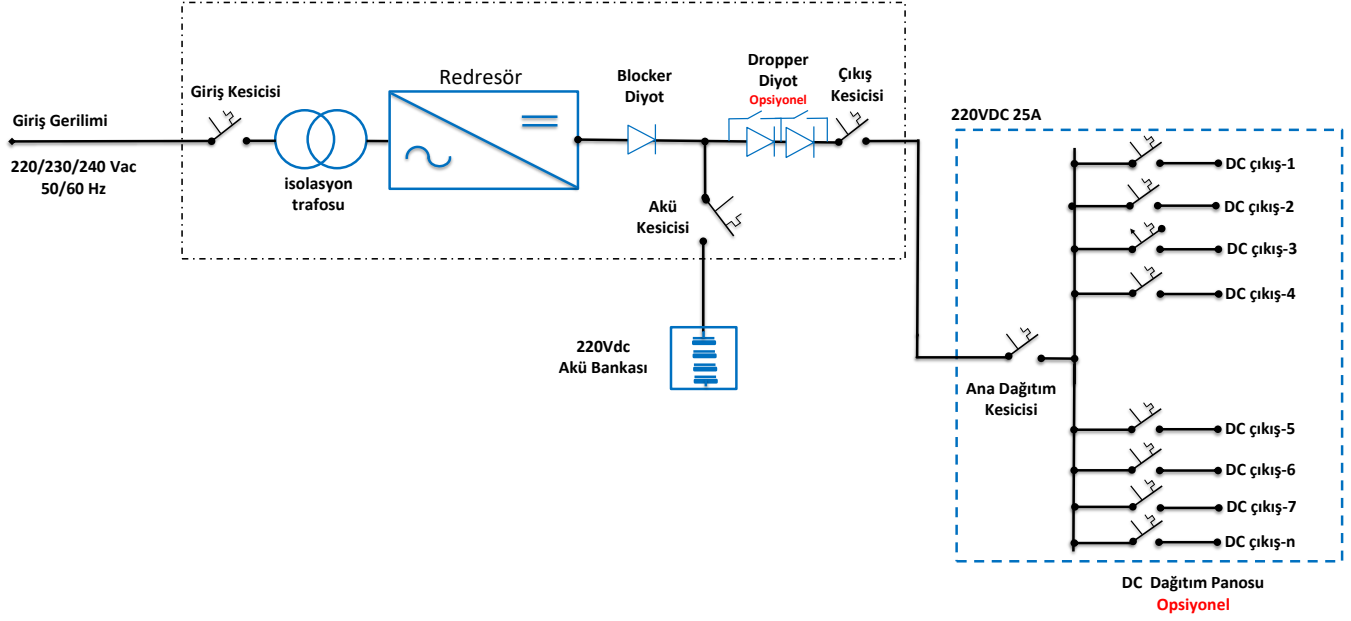 Giriş Gerilimi
220/230/240 Vac
50/60 Hz
Giriş Kesicisi
isolasyon
trafosu
Redresör
Blocker
Diyot
Dropper
Diyot
Opsiyonel
Çıkış
Kesicisi
Akü
Kesicisi
220Vdc
Akü Bankası
220VDC 25A
Ana Dağıtım
Kesicisi
DC çıkış-1
DC çıkış-2
DC çıkış-3
DC çıkış-4
DC çıkış-5
DC çıkış-6
DC çıkış-7
DC çıkış-n
DC Dağıtım Panosu
Opsiyonel